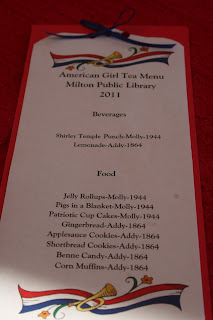 American Girl Tea Menu
Milton Public Library
2011
Beverages
Shirley Temple Punch-Molly-1944
Lemonade-Addy-1864
Food
Jelly Rollups-Molly-1944
Pigs in a Blanket-Molly-1944
Patriotic Cup Cakes-Molly-1944
Gingerbread-Addy-1864
Applesauce Cookies-Addy-1864
Shortbread Cookies-Addy-1864
Benne Candy-Addy-1864
Corn Muffins-Addy-1864